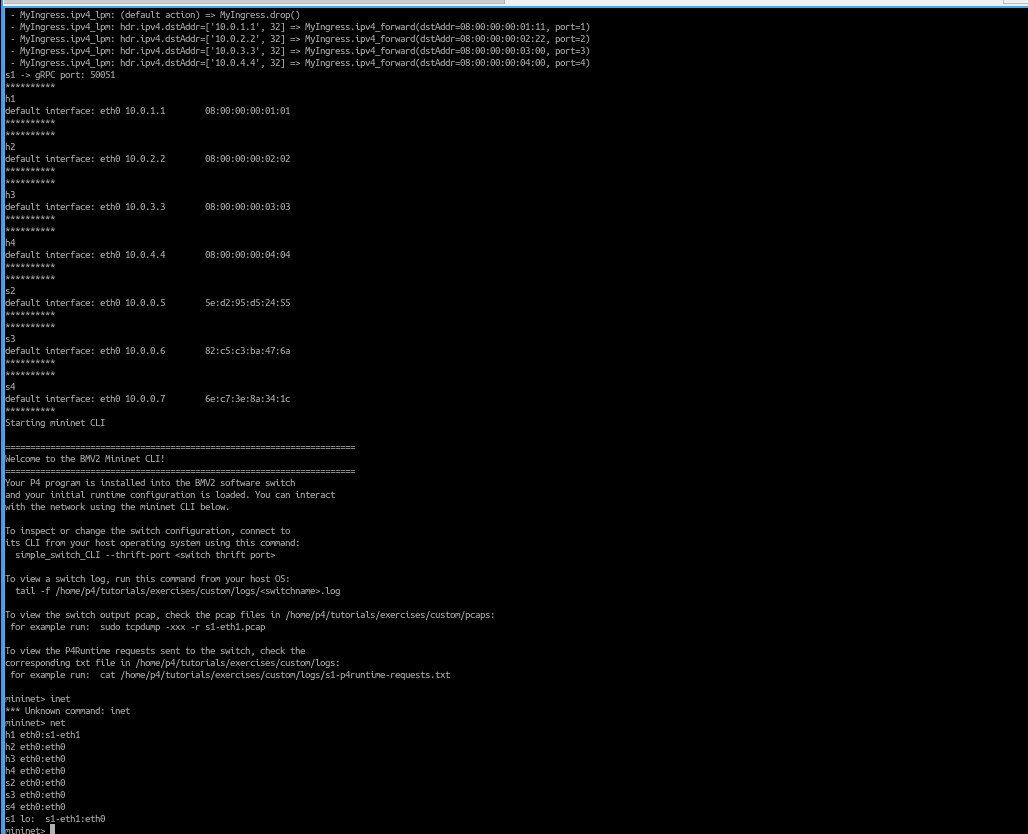 - MyIngress.ipv4_lpm: (default action) => MyIngress.drop()
- MyIngress.ipv4_lpm: hdr.ipv4.dstAddr=['10.0.1.1', 32] => MyIngress.ipv4_forward(dstAddr=08:00:00:00:01:11, port=1)
- MyIngress.ipv4_lpm: hdr.ipv4.dstAddr=['10.0.2.2', 32] => MyIngress.ipv4_forward(dstAddr=08:00:00:00:02:22, port=2)
- MyIngress.ipv4_lpm: hdr.ipv4.dstAddr=['10.0.3.3', 32] => MyIngress.ipv4_forward(dstAddr=08:00:00:00:03:00, port=3)
- MyIngress.ipv4_lpm: hdr.ipv4.dstAddr=['10.0.4.4', 32] => MyIngress.ipv4_forward(dstAddr=08:00:00:00:04:00, port=4)
s1 -> gRPC port: 50051
**********
h1
default interface: eth0 10.0.1.1        08:00:00:00:01:01
**********
**********
h2
default interface: eth0 10.0.2.2        08:00:00:00:02:02
**********
**********
h3
default interface: eth0 10.0.3.3        08:00:00:00:03:03
**********
**********
h4
default interface: eth0 10.0.4.4        08:00:00:00:04:04
**********
**********
s2
default interface: eth0 10.0.0.5        5e:d2:95:d5:24:55
**********
**********
s3
default interface: eth0 10.0.0.6        82:c5:c3:ba:47:6a
**********
**********
s4
default interface: eth0 10.0.0.7        6e:c7:3e:8a:34:1c
**********
Starting mininet CLI
======================================================================
Welcome to the BMV2 Mininet CLI!
======================================================================
Your P4 program is installed into the BMV2 software switch
and your initial runtime configuration is loaded. You can interact
with the network using the mininet CLI below.
To inspect or change the switch configuration, connect to
its CLI from your host operating system using this command:
simple_switch_CLI --thrift-port <switch thrift port>
To view a switch log, run this command from your host OS:
tail -f /home/p4/tutorials/exercises/custom/logs/<switchname>.log
To view the switch output pcap, check the pcap files in /home/p4/tutorials/exercises/custom/pcaps:
for example run:  sudo tcpdump -xxx -r s1-eth1.pcap
To view the P4Runtime requests sent to the switch, check the
corresponding txt file in /home/p4/tutorials/exercises/custom/logs:
for example run:  cat /home/p4/tutorials/exercises/custom/logs/s1-p4runtime-requests.txt
mininet> inet
*** Unknown command: inet
mininet> net
h1 eth0:s1-eth1
h2 eth0:eth0
h3 eth0:eth0
h4 eth0:eth0
s2 eth0:eth0
s3 eth0:eth0
s4 eth0:eth0
s1 lo:  s1-eth1:eth0
mininet>